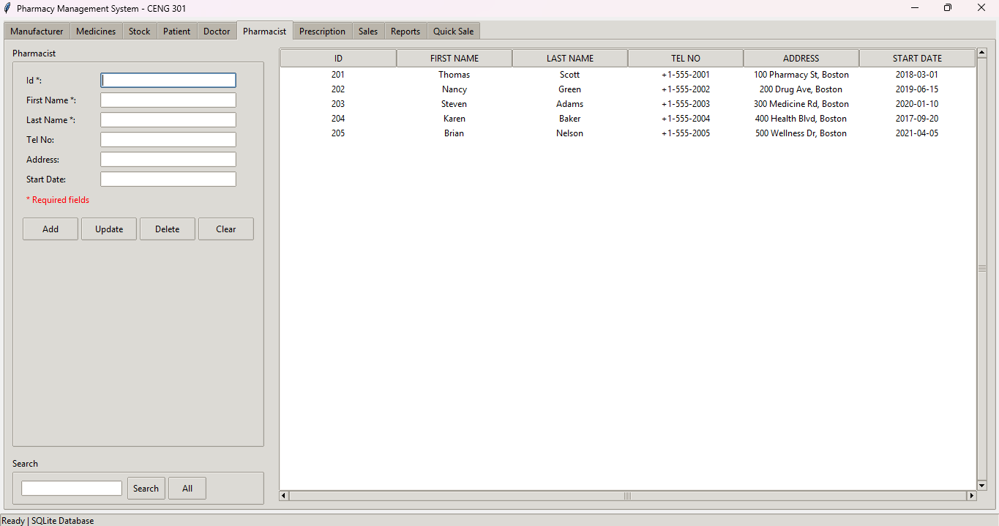 Pharmacy Management System - CENG 301
Manufacturer Medicines Stock Patient Doctor Pharmacist Prescription Sales Reports Quick Sale
Pharmacist
Id *:
First Name *:
Last Name *:
Tel No:
Address:
Start Date:
* Required fields
Add Update Delete Clear
Search
Search All
ID FIRST NAME LAST NAME TEL NO ADDRESS START DATE
201 Thomas Scott +1-555-2001 100 Pharmacy St, Boston 2018-03-01
202 Nancy Green +1-555-2002 200 Drug Ave, Boston 2019-06-15
203 Steven Adams +1-555-2003 300 Medicine Rd, Boston 2020-01-10
204 Karen Baker +1-555-2004 400 Health Blvd, Boston 2017-09-20
205 Brian Nelson +1-555-2005 500 Wellness Dr, Boston 2021-04-05
Ready | SQLite Database